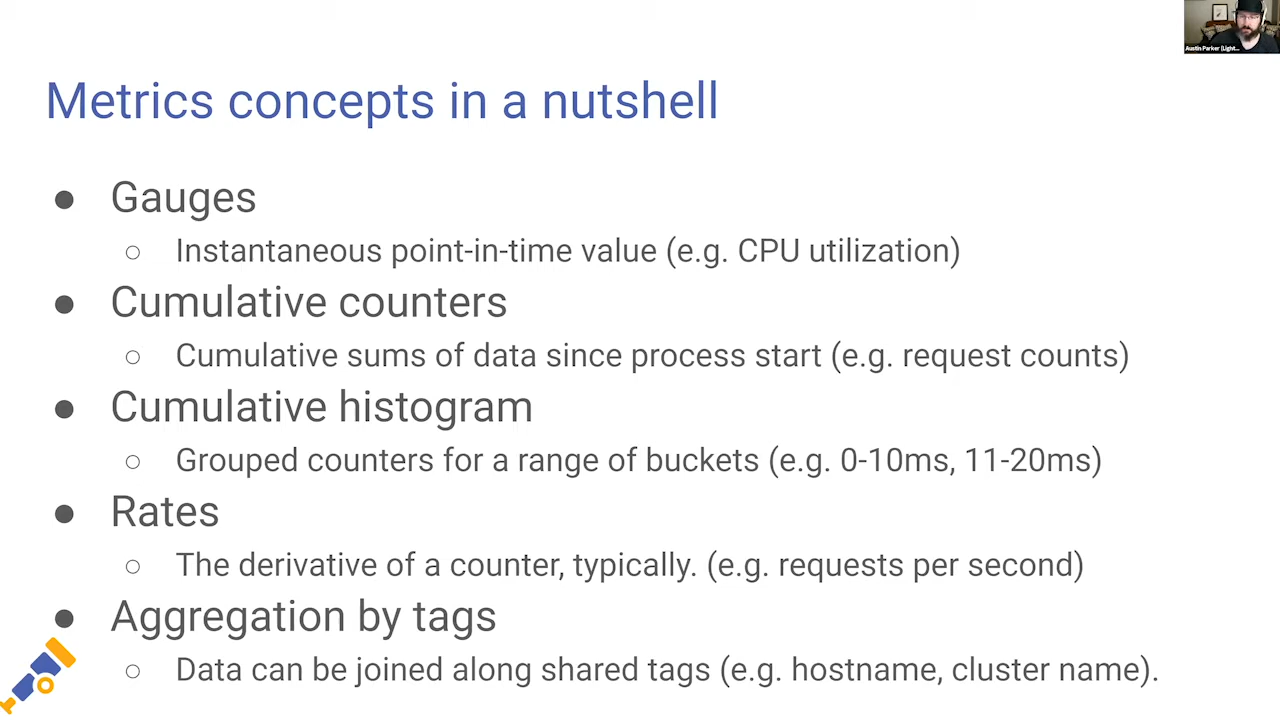 Metrics concepts in a nutshell
● Gauges
○ Instantaneous point-in-time value (e.g. CPU utilization)
● Cumulative counters
○ Cumulative sums of data since process start (e.g. request counts)
● Cumulative histogram
○ Grouped counters for a range of buckets (e.g. 0-10ms, 11-20ms)
● Rates
○ The derivative of a counter, typically. (e.g. requests per second)
● Aggregation by tags
○ Data can be joined along shared tags (e.g. hostname, cluster name).
Austin Parker (Light...